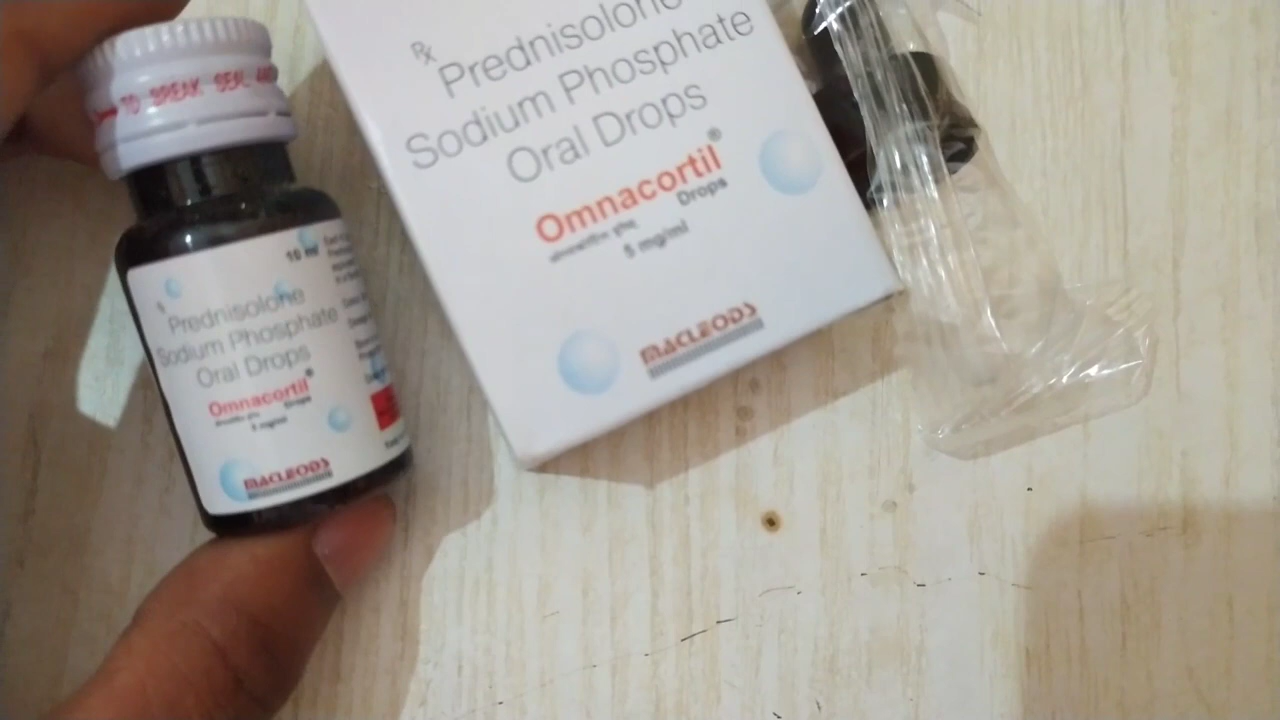 TO BREAK SEAL
10 ml
Prednisolone
Sodium Phosphate
Oral Drops
Omnacortil®
Drops
5 mg/ml
MACLEODS
Rx
Prednisolone
Sodium Phosphate
Oral Drops
Omnacortil®
Drops
5 mg/ml
MACLEODS